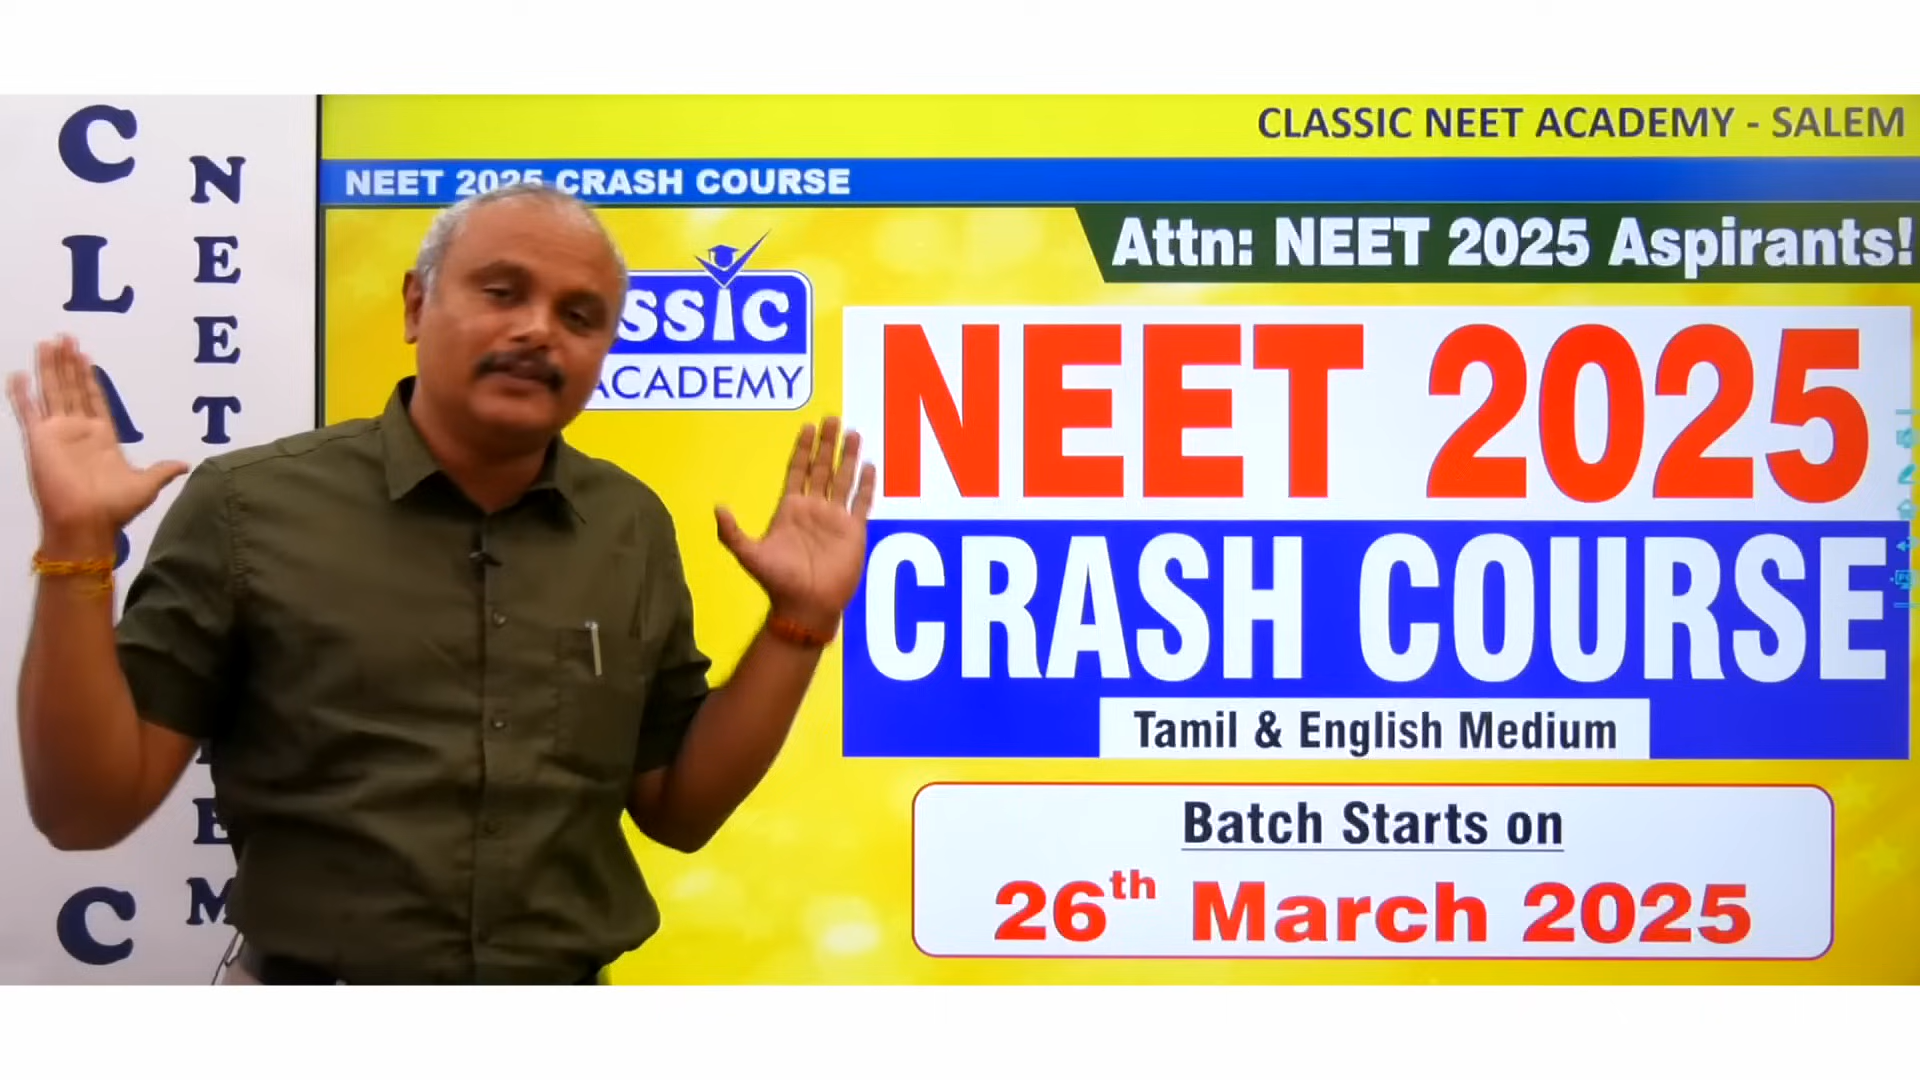 CLASSIC NEET ACADEMY - SALEM
NEET 2025 CRASH COURSE
Attn: NEET 2025 Aspirants!
SSIC
ACADEMY
NEET 2025
CRASH COURSE
Tamil & English Medium
Batch Starts on
26th March 2025
C
L
A
C
N
E
E
T
E
M